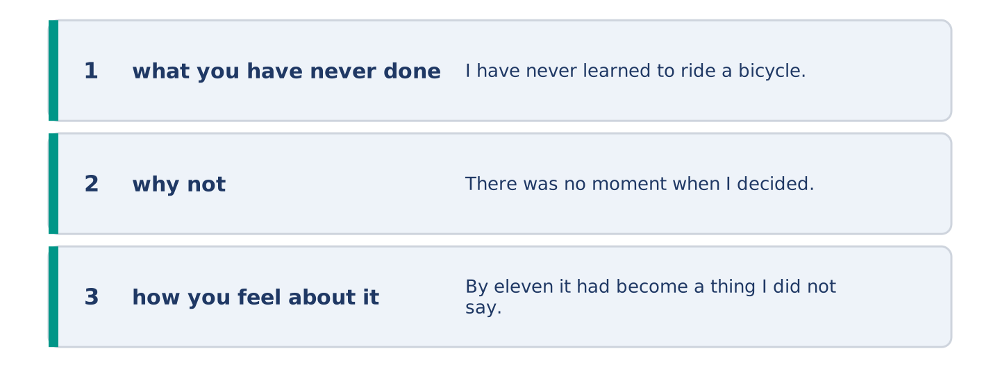 1 what you have never done I have never learned to ride a bicycle.
2 why not There was no moment when I decided.
3 how you feel about it By eleven it had become a thing I did not
say.